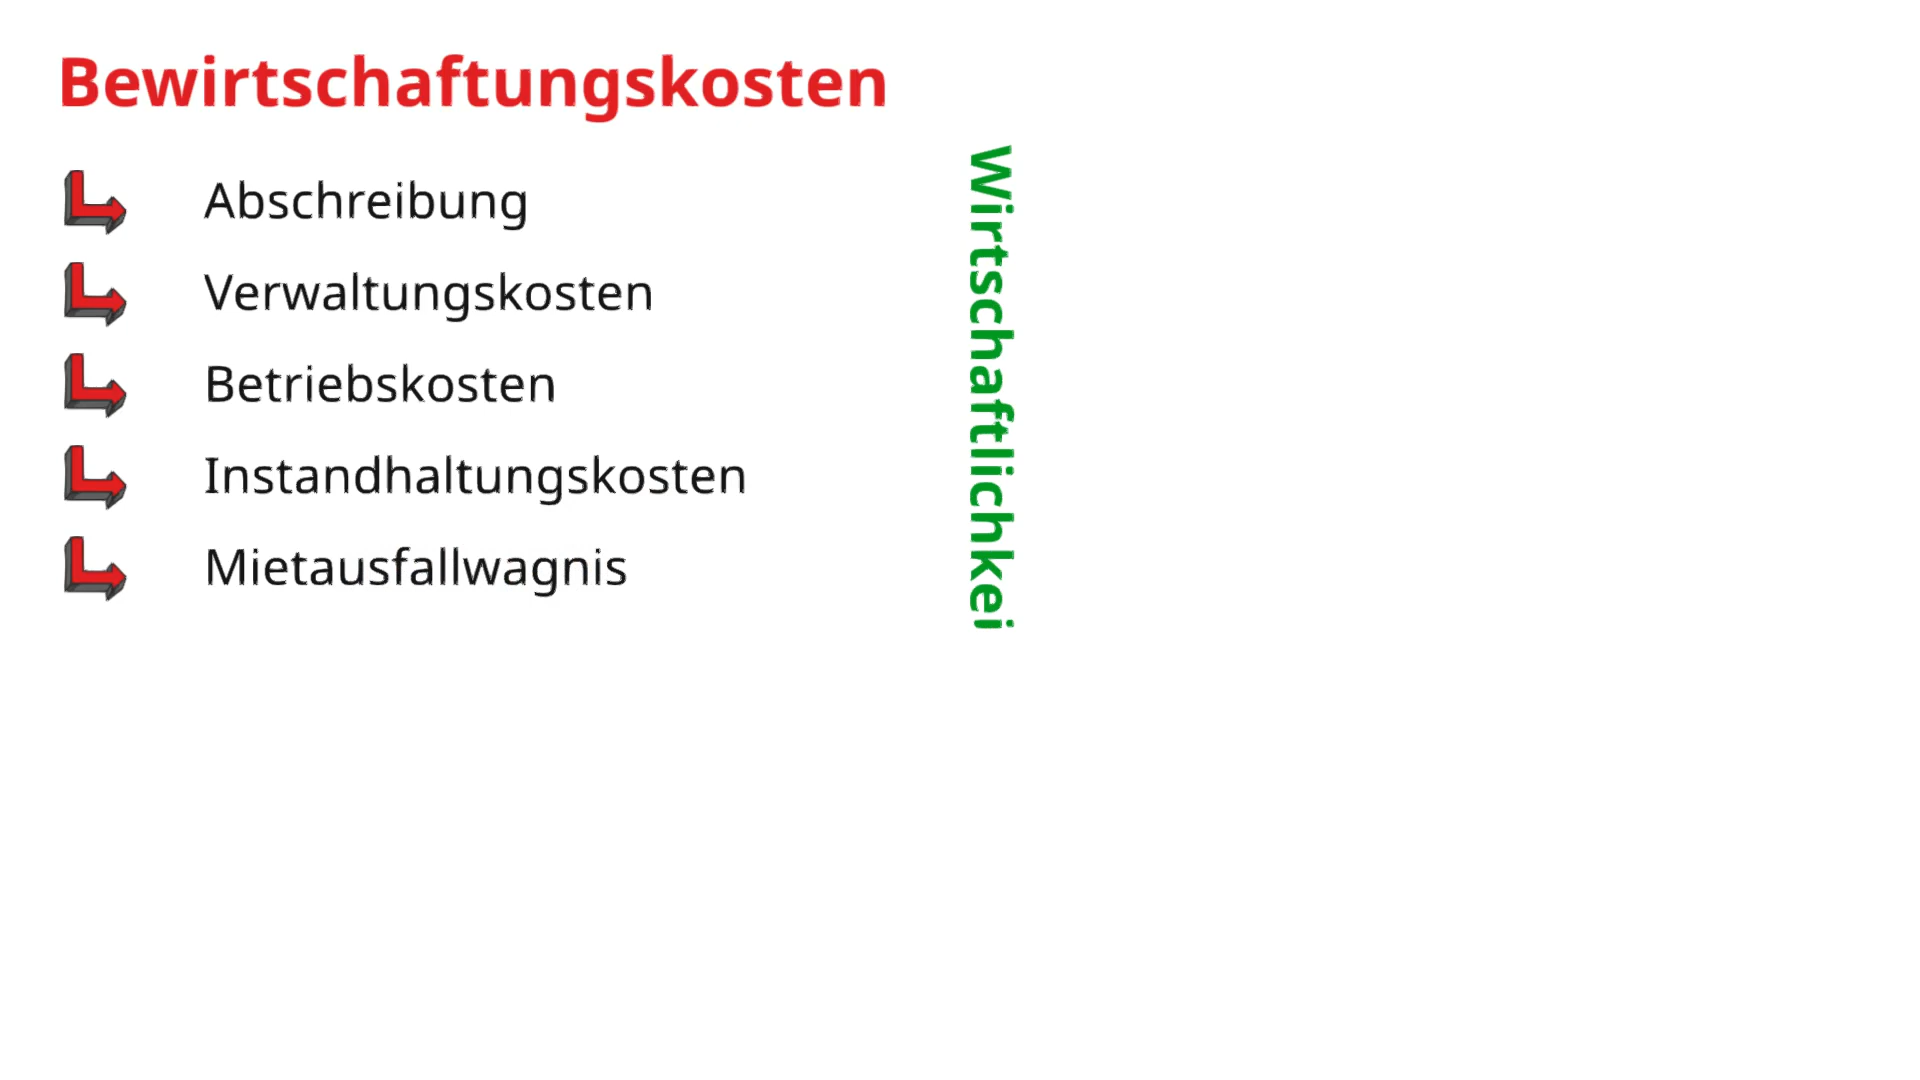 Bewirtschaftungskosten
Abschreibung
Verwaltungskosten
Betriebskosten
Instandhaltungskosten
Mietausfallwagnis
Wirtschaftlichkei